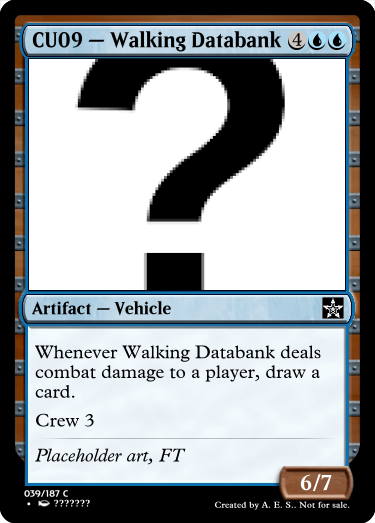 CU09 — Walking Databank 4
?
Artifact — Vehicle
Whenever Walking Databank deals
combat damage to a player, draw a
card.
Crew 3
Placeholder art, FT
6/7
039/187 C
• ???????
Created by A. E. S.. Not for sale.